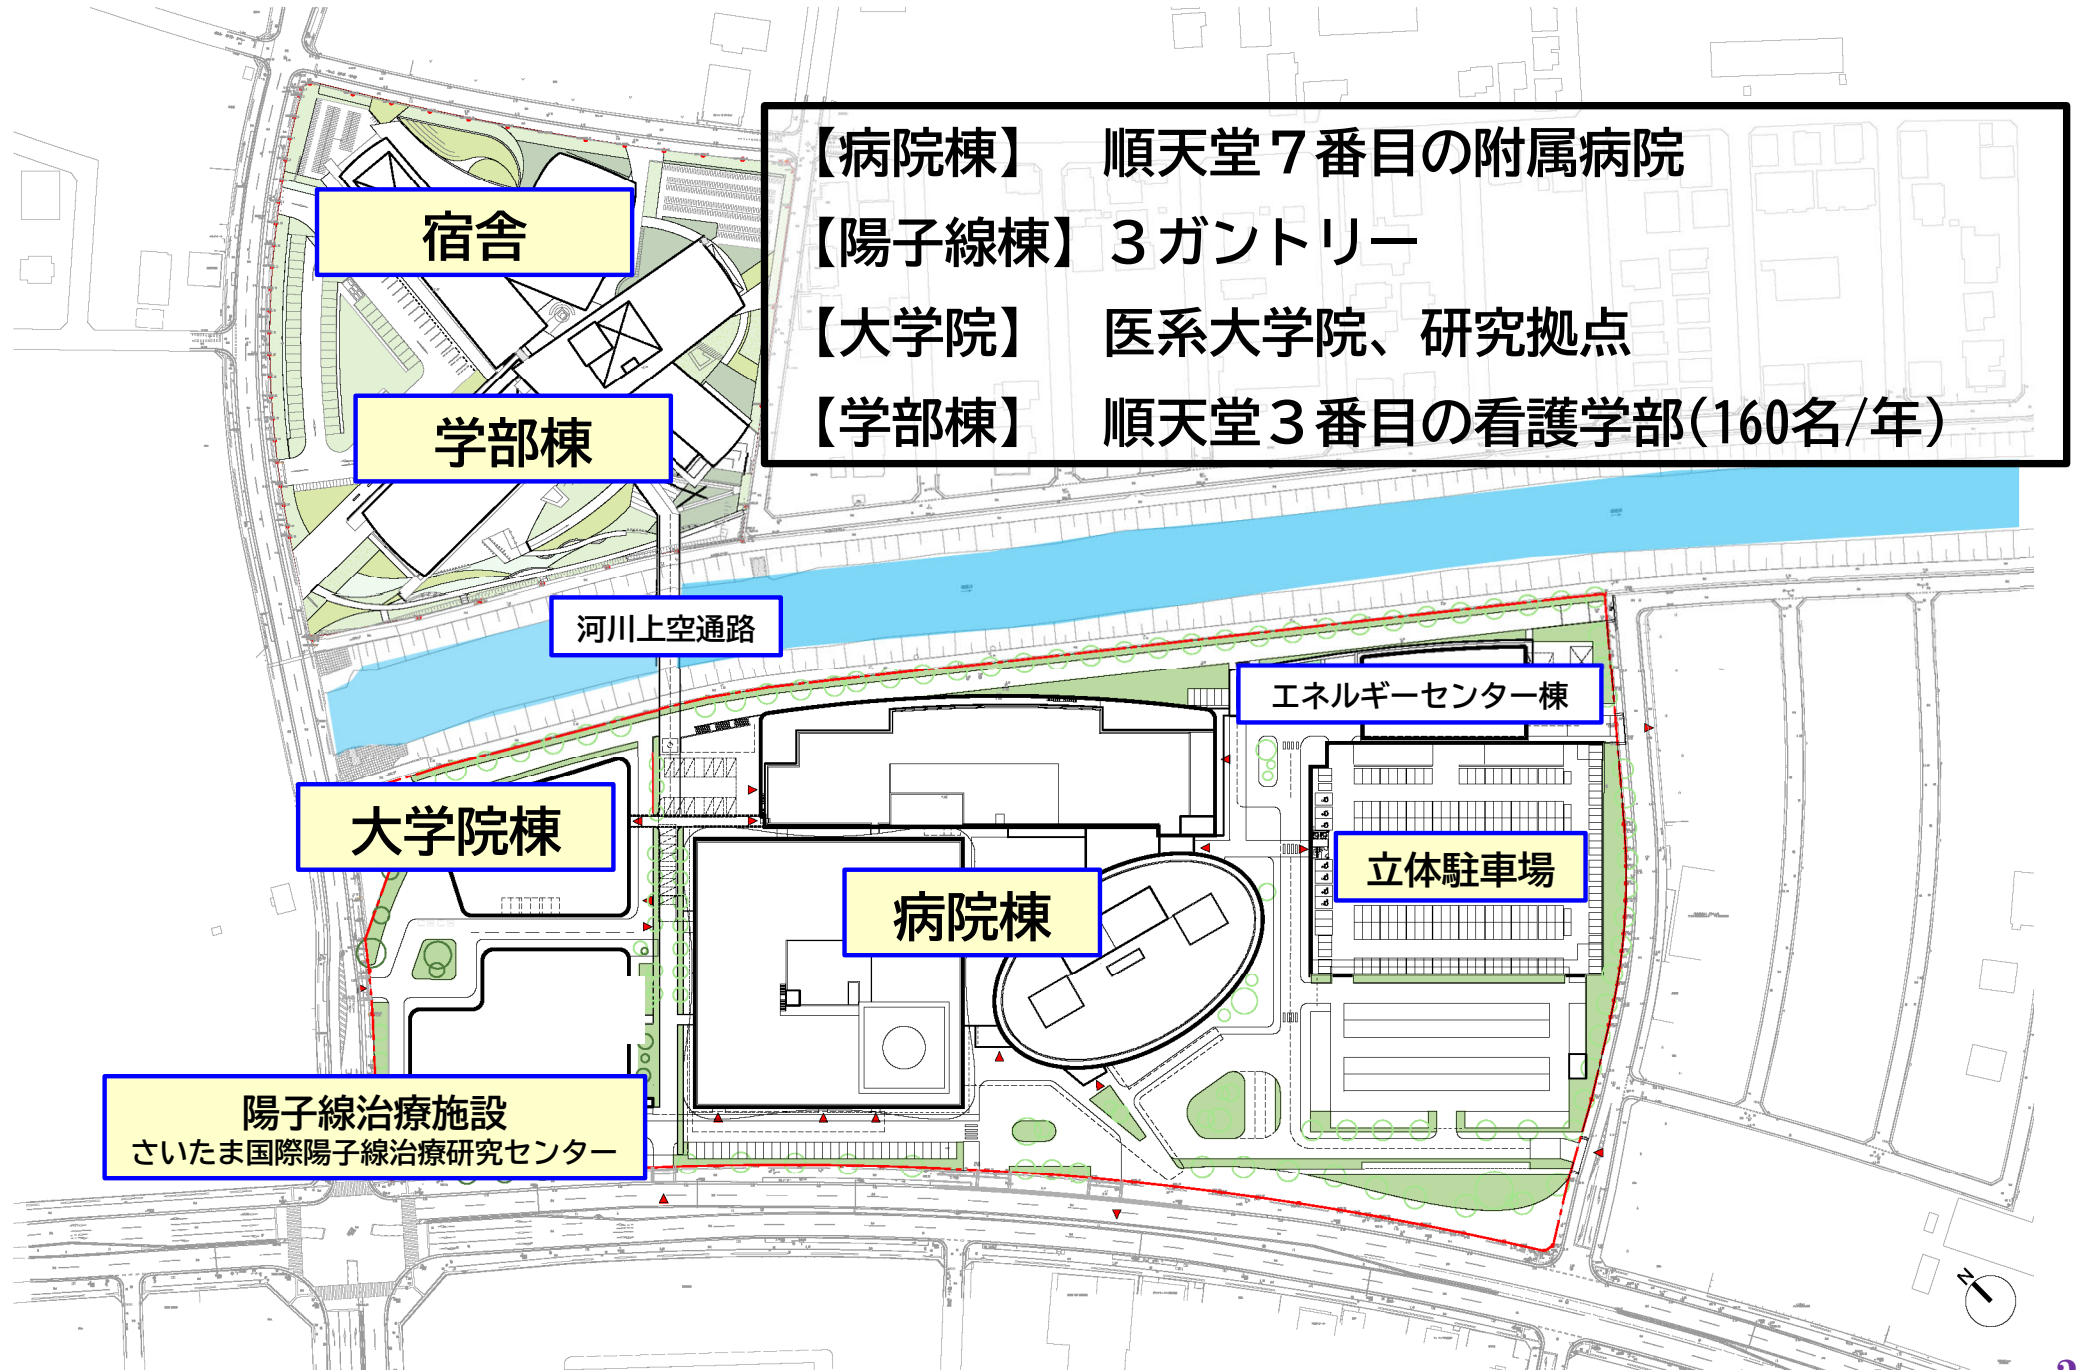 【病院棟】　順天堂７番目の附属病院
【陽子線棟】３ガントリー
【大学院】　医系大学院、研究拠点
【学部棟】　順天堂３番目の看護学部(160名/年)
宿舎
学部棟
河川上空通路
エネルギーセンター棟
大学院棟
立体駐車場
病院棟
陽子線治療施設
さいたま国際陽子線治療研究センター
N